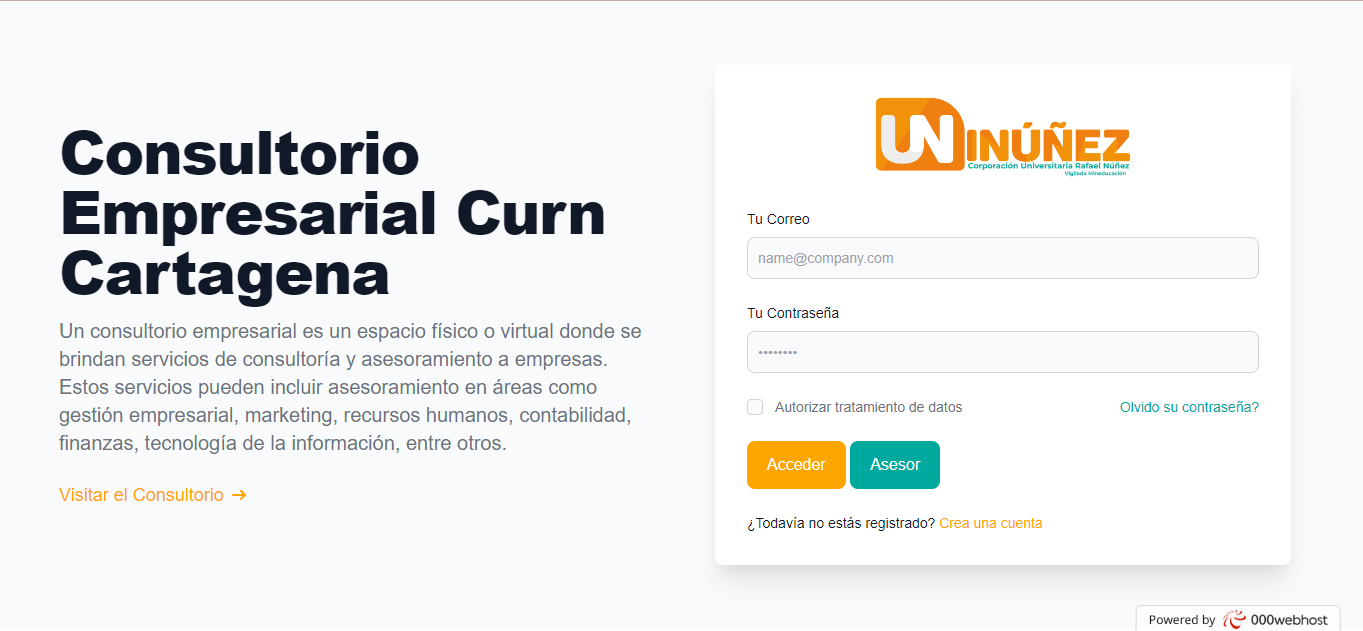 Consultorio
Empresarial Curn
Cartagena
Un consultorio empresarial es un espacio físico o virtual donde se
brindan servicios de consultoría y asesoramiento a empresas.
Estos servicios pueden incluir asesoramiento en áreas como
gestión empresarial, marketing, recursos humanos, contabilidad,
finanzas, tecnología de la información, entre otros.
Visitar el Consultorio →
UNINÚÑEZ
Corporación Universitaria Rafael Núñez
Vigilada Mineducación
Tu Correo
name@company.com
Tu Contraseña
••••••••
Autorizar tratamiento de datos
Olvido su contraseña?
Acceder
Asesor
¿Todavía no estás registrado? Crea una cuenta
Powered by 000webhost